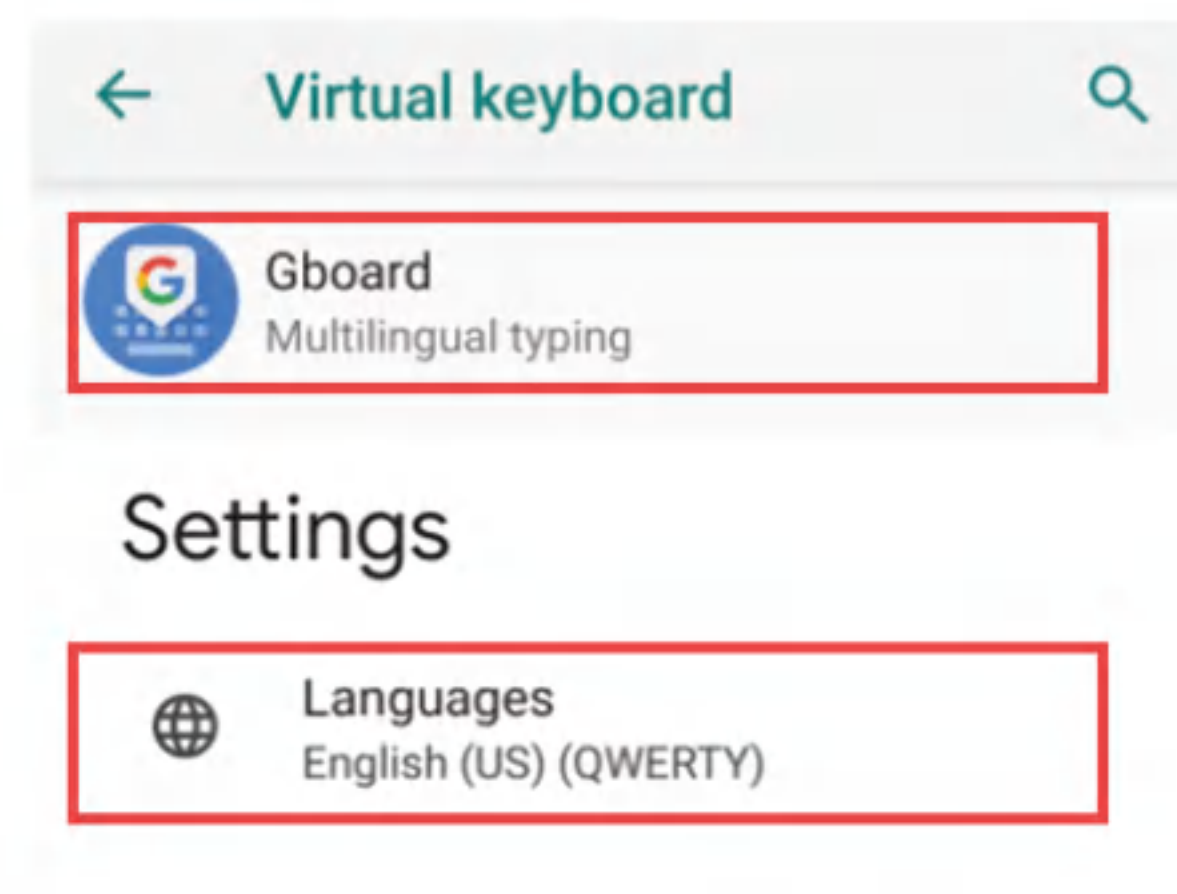 Virtual keyboard
Gboard
Multilingual typing
Settings
Languages
English (US) (QWERTY)